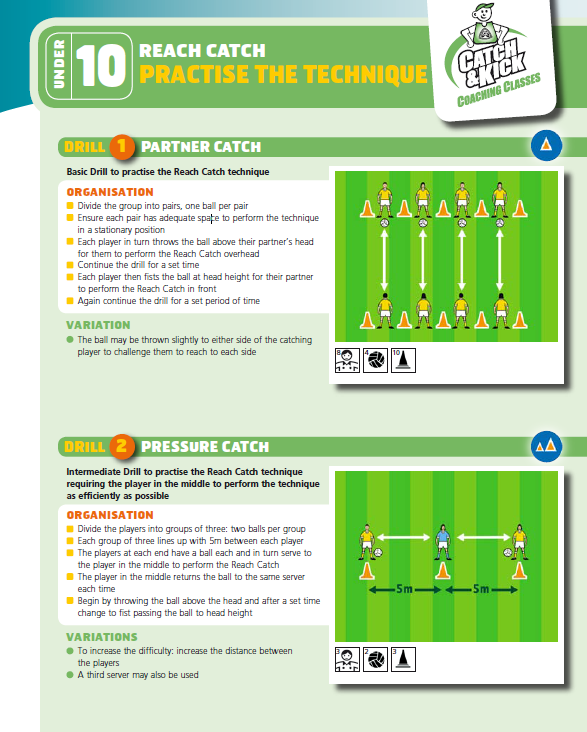 UNDER
10
REACH CATCH
PRACTISE THE TECHNIQUE
CATCH
&KICK
COACHING CLASSES
DRILL 1 PARTNER CATCH
Basic Drill to practise the Reach Catch technique
ORGANISATION
Divide the group into pairs, one ball per pair
Ensure each pair has adequate space to perform the technique
in a stationary position
Each player in turn throws the ball above their partner's head
for them to perform the Reach Catch overhead
Continue the drill for a set time
Each player then fists the ball at head height for their partner
to perform the Reach Catch in front
Again continue the drill for a set period of time
VARIATION
The ball may be thrown slightly to either side of the catching
player to challenge them to reach to each side
8
4
10
DRILL 2 PRESSURE CATCH
Intermediate Drill to practise the Reach Catch technique
requiring the player in the middle to perform the technique
as efficiently as possible
ORGANISATION
Divide the players into groups of three: two balls per group
Each group of three lines up with 5m between each player
The players at each end have a ball each and in turn serve to
the player in the middle to perform the Reach Catch
The player in the middle returns the ball to the same server
each time
Begin by throwing the ball above the head and after a set time
change to fist passing the ball to head height
VARIATIONS
To increase the difficulty: increase the distance between
the players
A third server may also be used
5m
5m
3
2
3